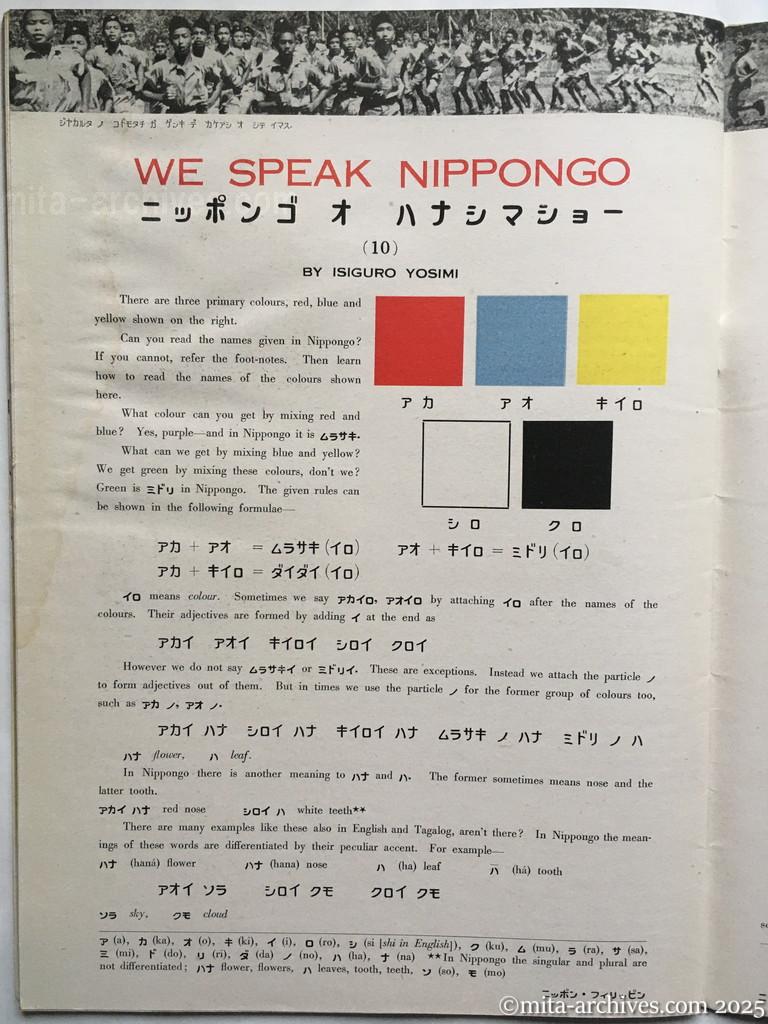 ジャカルタ ノ コドモタチ ガ ゲンキ デ カケアシ オ シテ イマス.
WE SPEAK NIPPONGO
mita-archives.com
ニッポンゴ オ ハナシマショー
(10)
BY ISIGURO YOSIMI
There are three primary colours, red, blue and
yellow shown on the right.
Can you read the names given in Nippongo?
If you cannot, refer the foot-notes. Then learn
how to read the names of the colours shown
here.
What colour can you get by mixing red and
blue? Yes, purple—and in Nippongo it is ムラサキ.
What can we get by mixing blue and yellow?
We get green by mixing these colours, don't we?
Green is ミドリ in Nippongo. The given rules can
be shown in the following formulae—
アカ アオ キイロ
シロ クロ
アカ + アオ = ムラサキ(イロ) アオ + キイロ = ミドリ(イロ)
アカ + キイロ = ダイダイ(イロ)
イロ means colour. Sometimes we say アカイロ, アオイロ by attaching イロ after the names of the
colours. Their adjectives are formed by adding イ at the end as
アカイ アオイ キイロイ シロイ クロイ
However we do not say ムラサキイ or ミドリイ. These are exceptions. Instead we attach the particle ノ
to form adjectives out of them. But in times we use the particle ノ for the former group of colours too,
such as アカ ノ, アオ ノ.
アカイ ハナ シロイ ハナ キイロイ ハナ ムラサキ ノ ハナ ミドリ ノ ハ
ハナ flower, ハ leaf.
In Nippongo there is another meaning to ハナ and ハ. The former sometimes means nose and the
latter tooth.
アカイ ハナ red nose シロイ ハ white teeth**
There are many examples like these also in English and Tagalog, aren't there? In Nippongo the mean-
ings of these words are differentiated by their peculiar accent. For example—
ハナ (haná) flower ハナ (hana) nose ハ (ha) leaf ハ (há) tooth
アオイ ソラ シロイ クモ クロイ クモ
ソラ sky, クモ cloud
ア (a), カ (ka), オ (o), キ (ki), イ (i), ロ (ro), シ (si [shi in English]), ク (ku), ム (mu), ラ (ra), サ (sa),
ミ (mi), ド (do), リ (ri), ダ (da) ノ (no), ハ (ha), ナ (na) **In Nippongo the singular and plural are
not differentiated; ハナ flower, flowers, ハ leaves, tooth, teeth, ソ (so), モ (mo)
ニッポン・フィリッピン
©mita-archives.com 2025